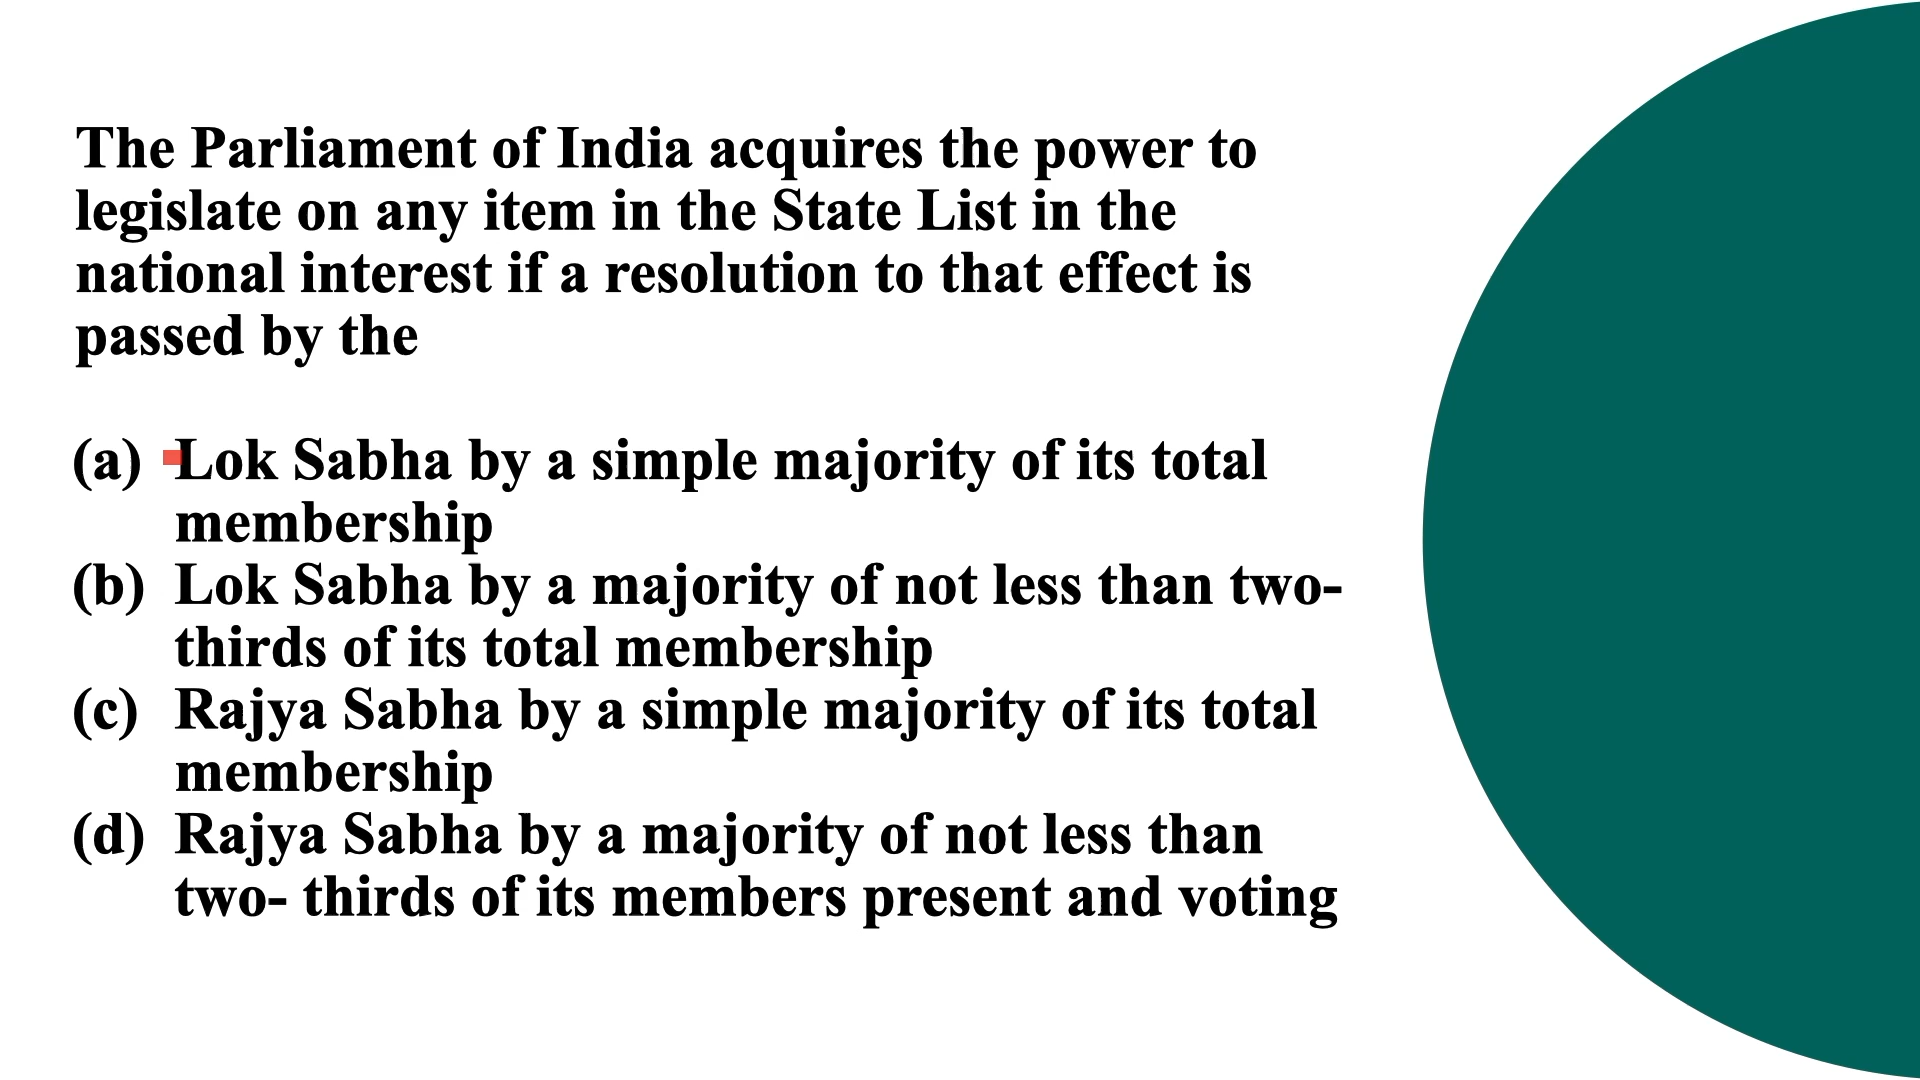 The Parliament of India acquires the power to
legislate on any item in the State List in the
national interest if a resolution to that effect is
passed by the
(a) Lok Sabha by a simple majority of its total
membership
(b) Lok Sabha by a majority of not less than two-
thirds of its total membership
(c) Rajya Sabha by a simple majority of its total
membership
(d) Rajya Sabha by a majority of not less than
two- thirds of its members present and voting